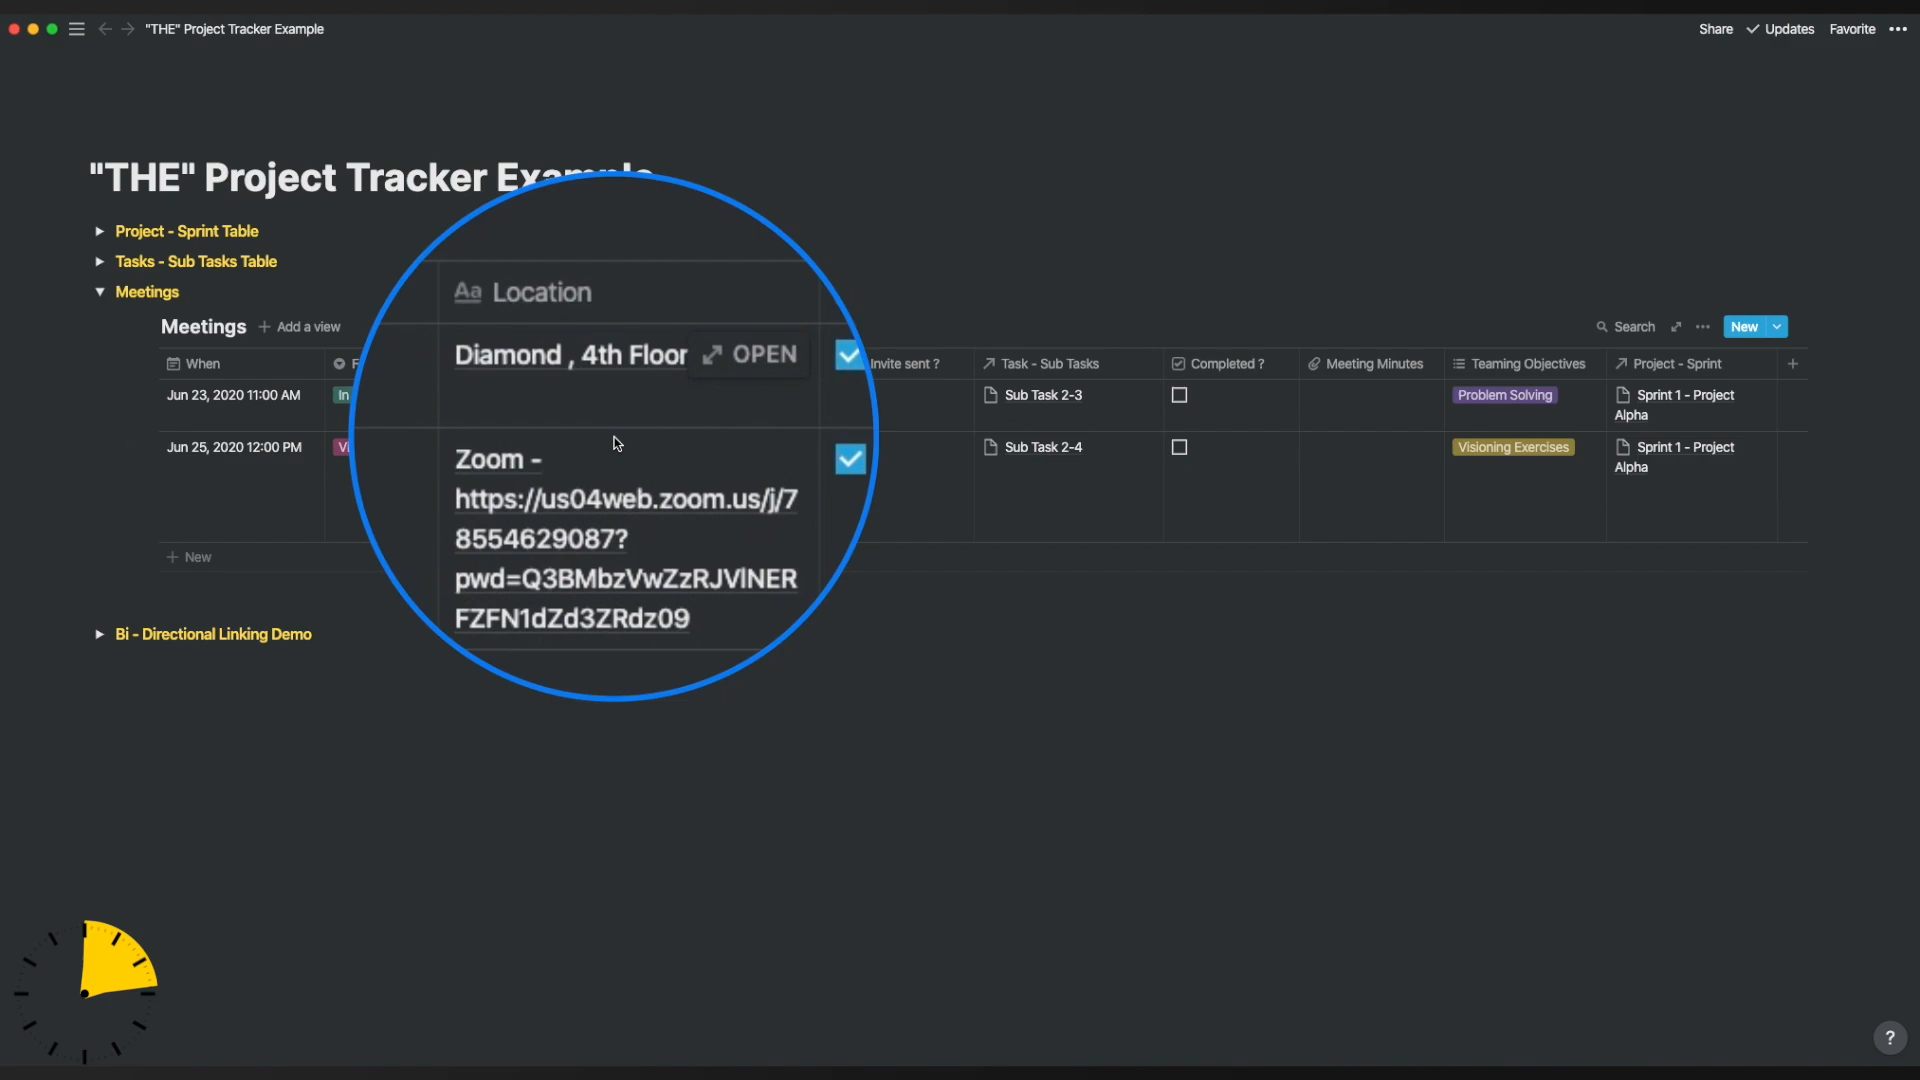 "THE" Project Tracker Example
Share Updates Favorite
"THE" Project Tracker Example
Project - Sprint Table
Tasks - Sub Tasks Table
Meetings
Meetings + Add a view
Search New
When Aa Location Invite sent ? Task - Sub Tasks Completed ? Meeting Minutes Teaming Objectives Project - Sprint +
Jun 23, 2020 11:00 AM In Diamond , 4th Floor OPEN Sub Task 2-3 Problem Solving Sprint 1 - Project
Alpha
Jun 25, 2020 12:00 PM Vi Zoom - Sub Task 2-4 Visioning Exercises Sprint 1 - Project
Alpha
https://us04web.zoom.us/j/7
8554629087?
pwd=Q3BMbzVwZzRJVlNER
FZFN1dZd3ZRdz09
+ New
Bi - Directional Linking Demo
?